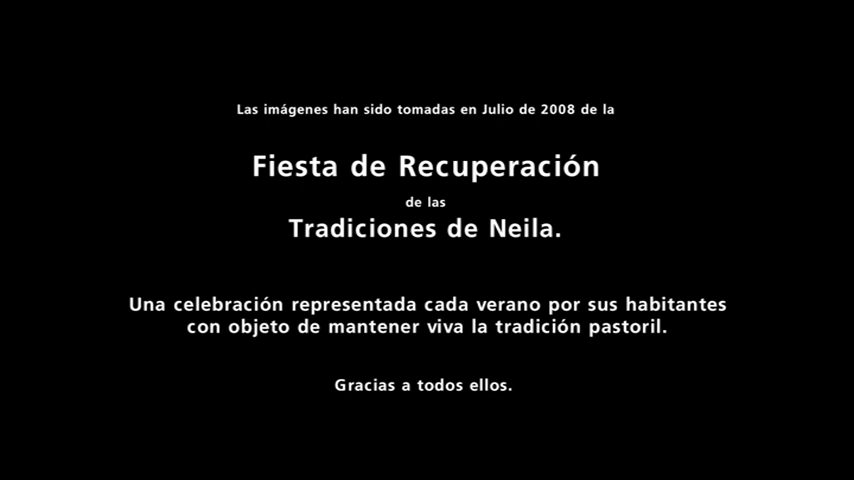 Las imágenes han sido tomadas en Julio de 2008 de la
Fiesta de Recuperación
de las
Tradiciones de Neila.
Una celebración representada cada verano por sus habitantes
con objeto de mantener viva la tradición pastoril.
Gracias a todos ellos.